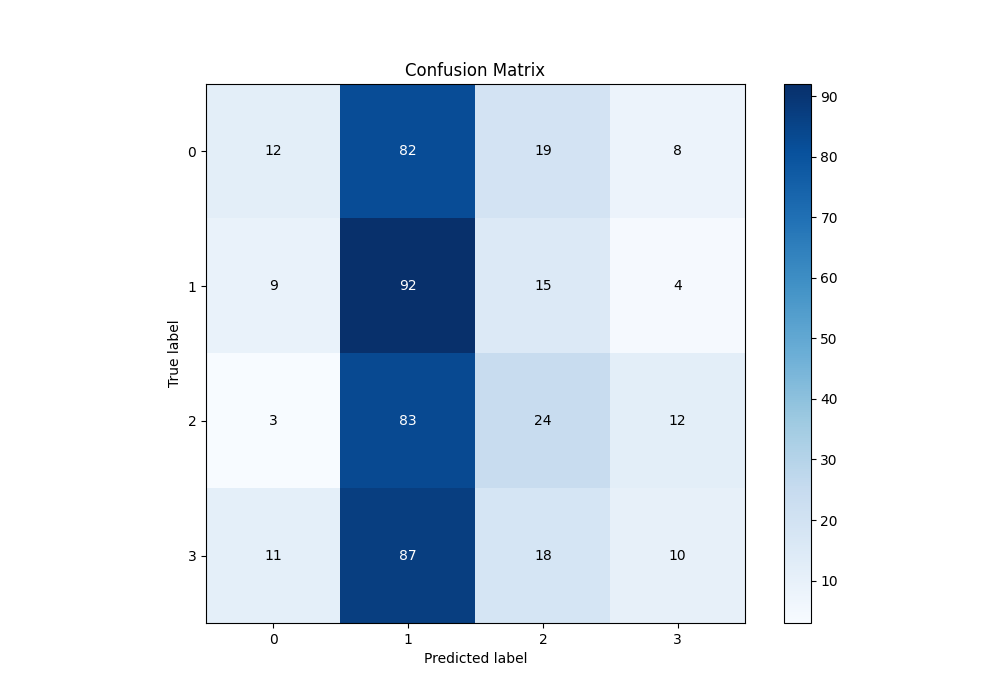 Confusion Matrix
0 12 82 19 8
1 9 92 15 4
2 3 83 24 12
3 11 87 18 10
0 1 2 3
Predicted label
True label
90
80
70
60
50
40
30
20
10